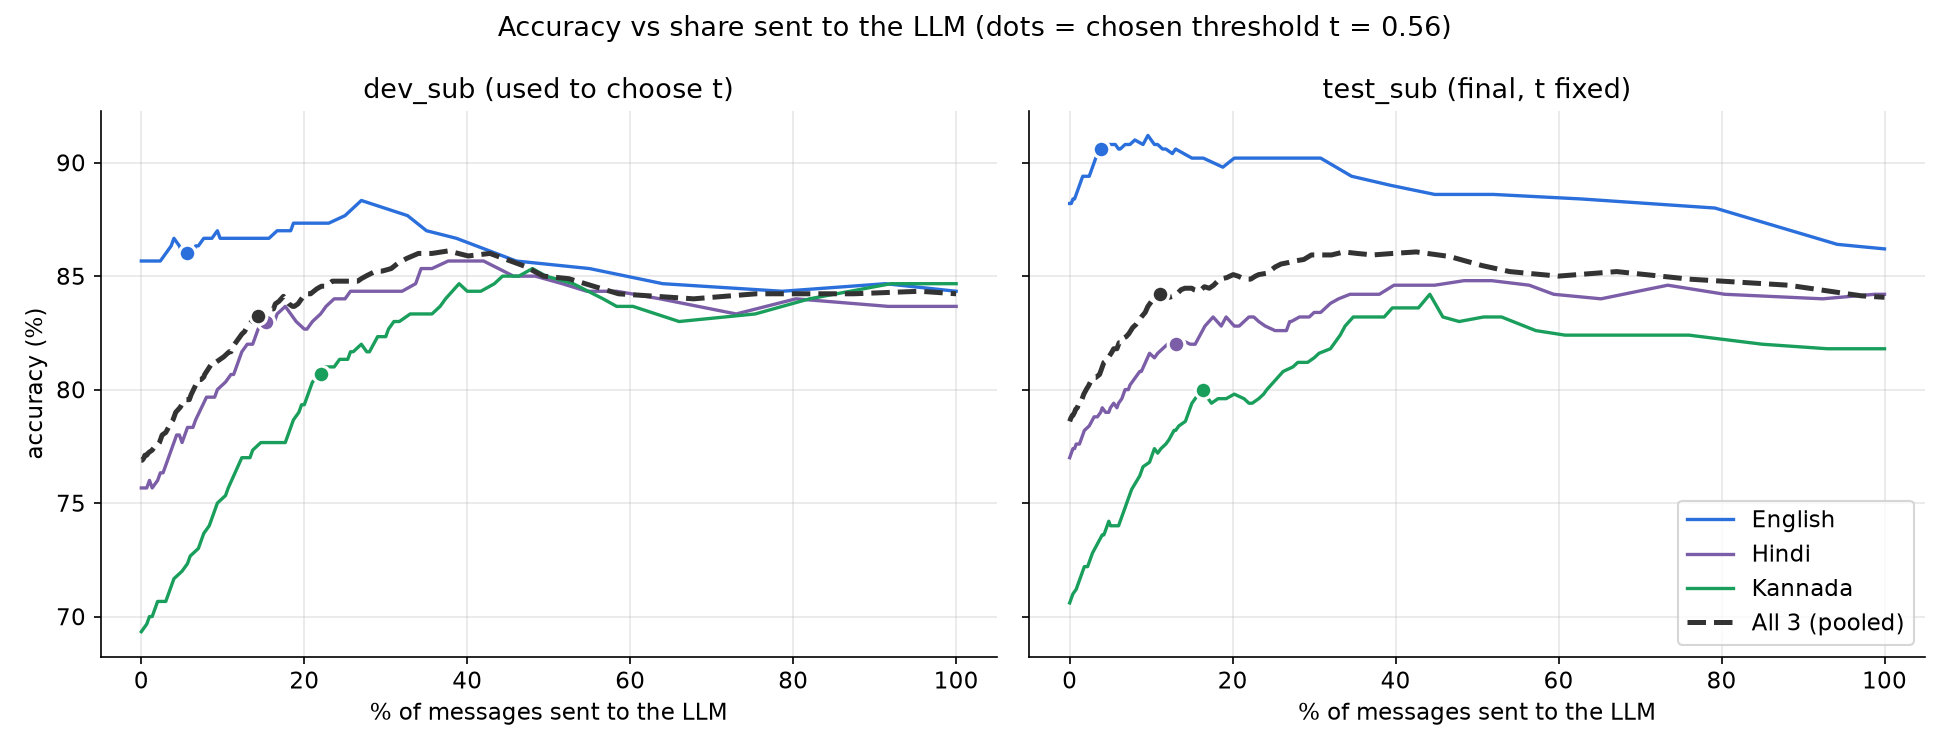 Accuracy vs share sent to the LLM (dots = chosen threshold t = 0.56)
dev_sub (used to choose t)
test_sub (final, t fixed)
accuracy (%)
90
85
80
75
70
0 20 40 60 80 100
% of messages sent to the LLM
0 20 40 60 80 100
% of messages sent to the LLM
English
Hindi
Kannada
All 3 (pooled)